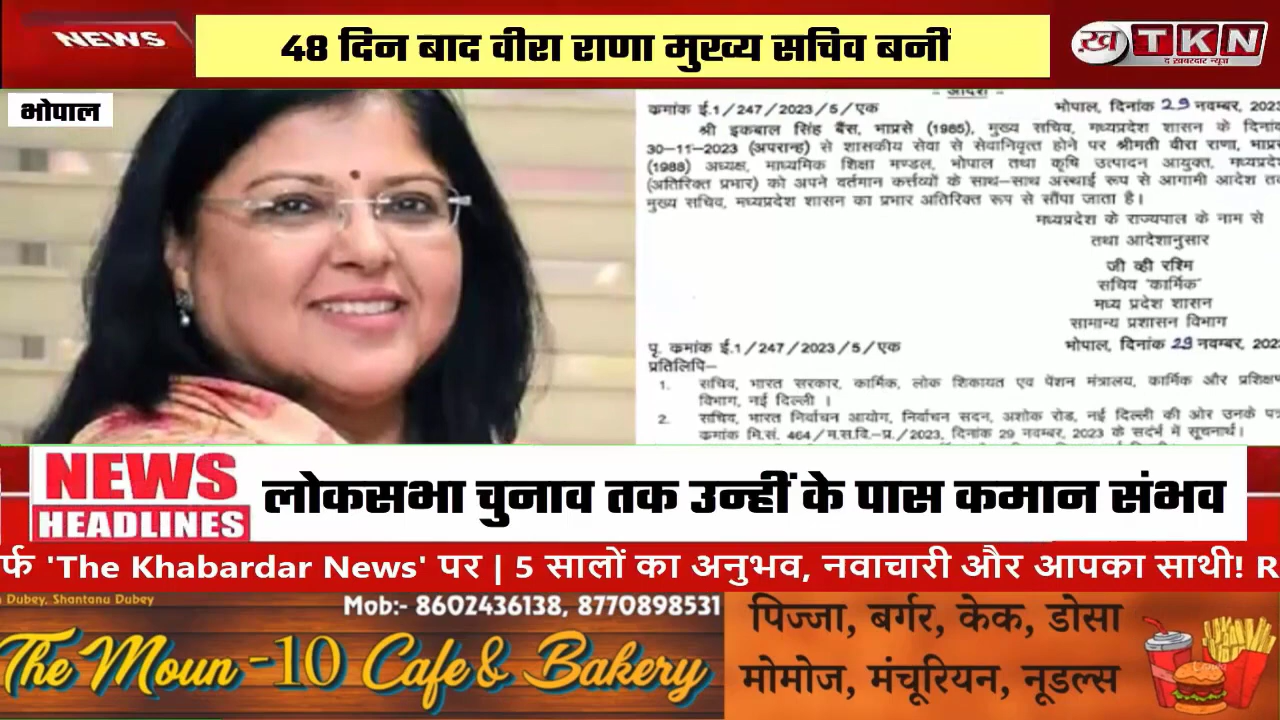 NEWS
48 दिन बाद वीरा राणा मुख्य सचिव बनीं
ख TKN
द खबरदार न्यूज
भोपाल
-: आदेश :-
क्रमांक ई.1/247/2023/5/एक भोपाल, दिनांक 29 नवम्बर, 2023
श्री इकबाल सिंह बैंस, भाप्रसे (1985), मुख्य सचिव, मध्यप्रदेश शासन के दिनांक
30-11-2023 (अपरान्ह) से शासकीय सेवा से सेवानिवृत्त होने पर श्रीमती वीरा राणा, भाप्रसे
(1988) अध्यक्ष, माध्यमिक शिक्षा मण्डल, भोपाल तथा कृषि उत्पादन आयुक्त, मध्यप्रदेश
(अतिरिक्त प्रभार) को अपने वर्तमान कर्त्तव्यों के साथ-साथ अस्थाई रूप से आगामी आदेश तक
मुख्य सचिव, मध्यप्रदेश शासन का प्रभार अतिरिक्त रूप से सौंपा जाता है।
मध्यप्रदेश के राज्यपाल के नाम से
तथा आदेशानुसार
जी व्ही रश्मि
सचिव 'कार्मिक'
मध्य प्रदेश शासन
सामान्य प्रशासन विभाग
पृ. क्रमांक ई.1/247/2023/5/एक भोपाल, दिनांक 29 नवम्बर, 202
प्रतिलिपि-
1. सचिव, भारत सरकार, कार्मिक, लोक शिकायत एव पेंशन मंत्रालय, कार्मिक और प्रशिक्षण
विभाग, नई दिल्ली ।
2. सचिव, भारत निर्वाचन आयोग, निर्वाचन सदन, अशोक रोड, नई दिल्ली की ओर उनके पत्र
क्रमांक मि.सं. 464/म.स.वि.-प्र./2023, दिनांक 29 नवम्बर, 2023 के संदर्भ में सूचनार्थ।
NEWS
HEADLINES
लोकसभा चुनाव तक उन्हीं के पास कमान संभव
र्फ 'The Khabardar News' पर | 5 सालों का अनुभव, नवाचारी और आपका साथी! R
Dubey, Shantanu Dubey
Mob:- 8602436138, 8770898531
The Moun-10 Cafe & Bakery
पिज्जा, बर्गर, केक, डोसा
मोमोज, मंचूरियन, नूडल्स